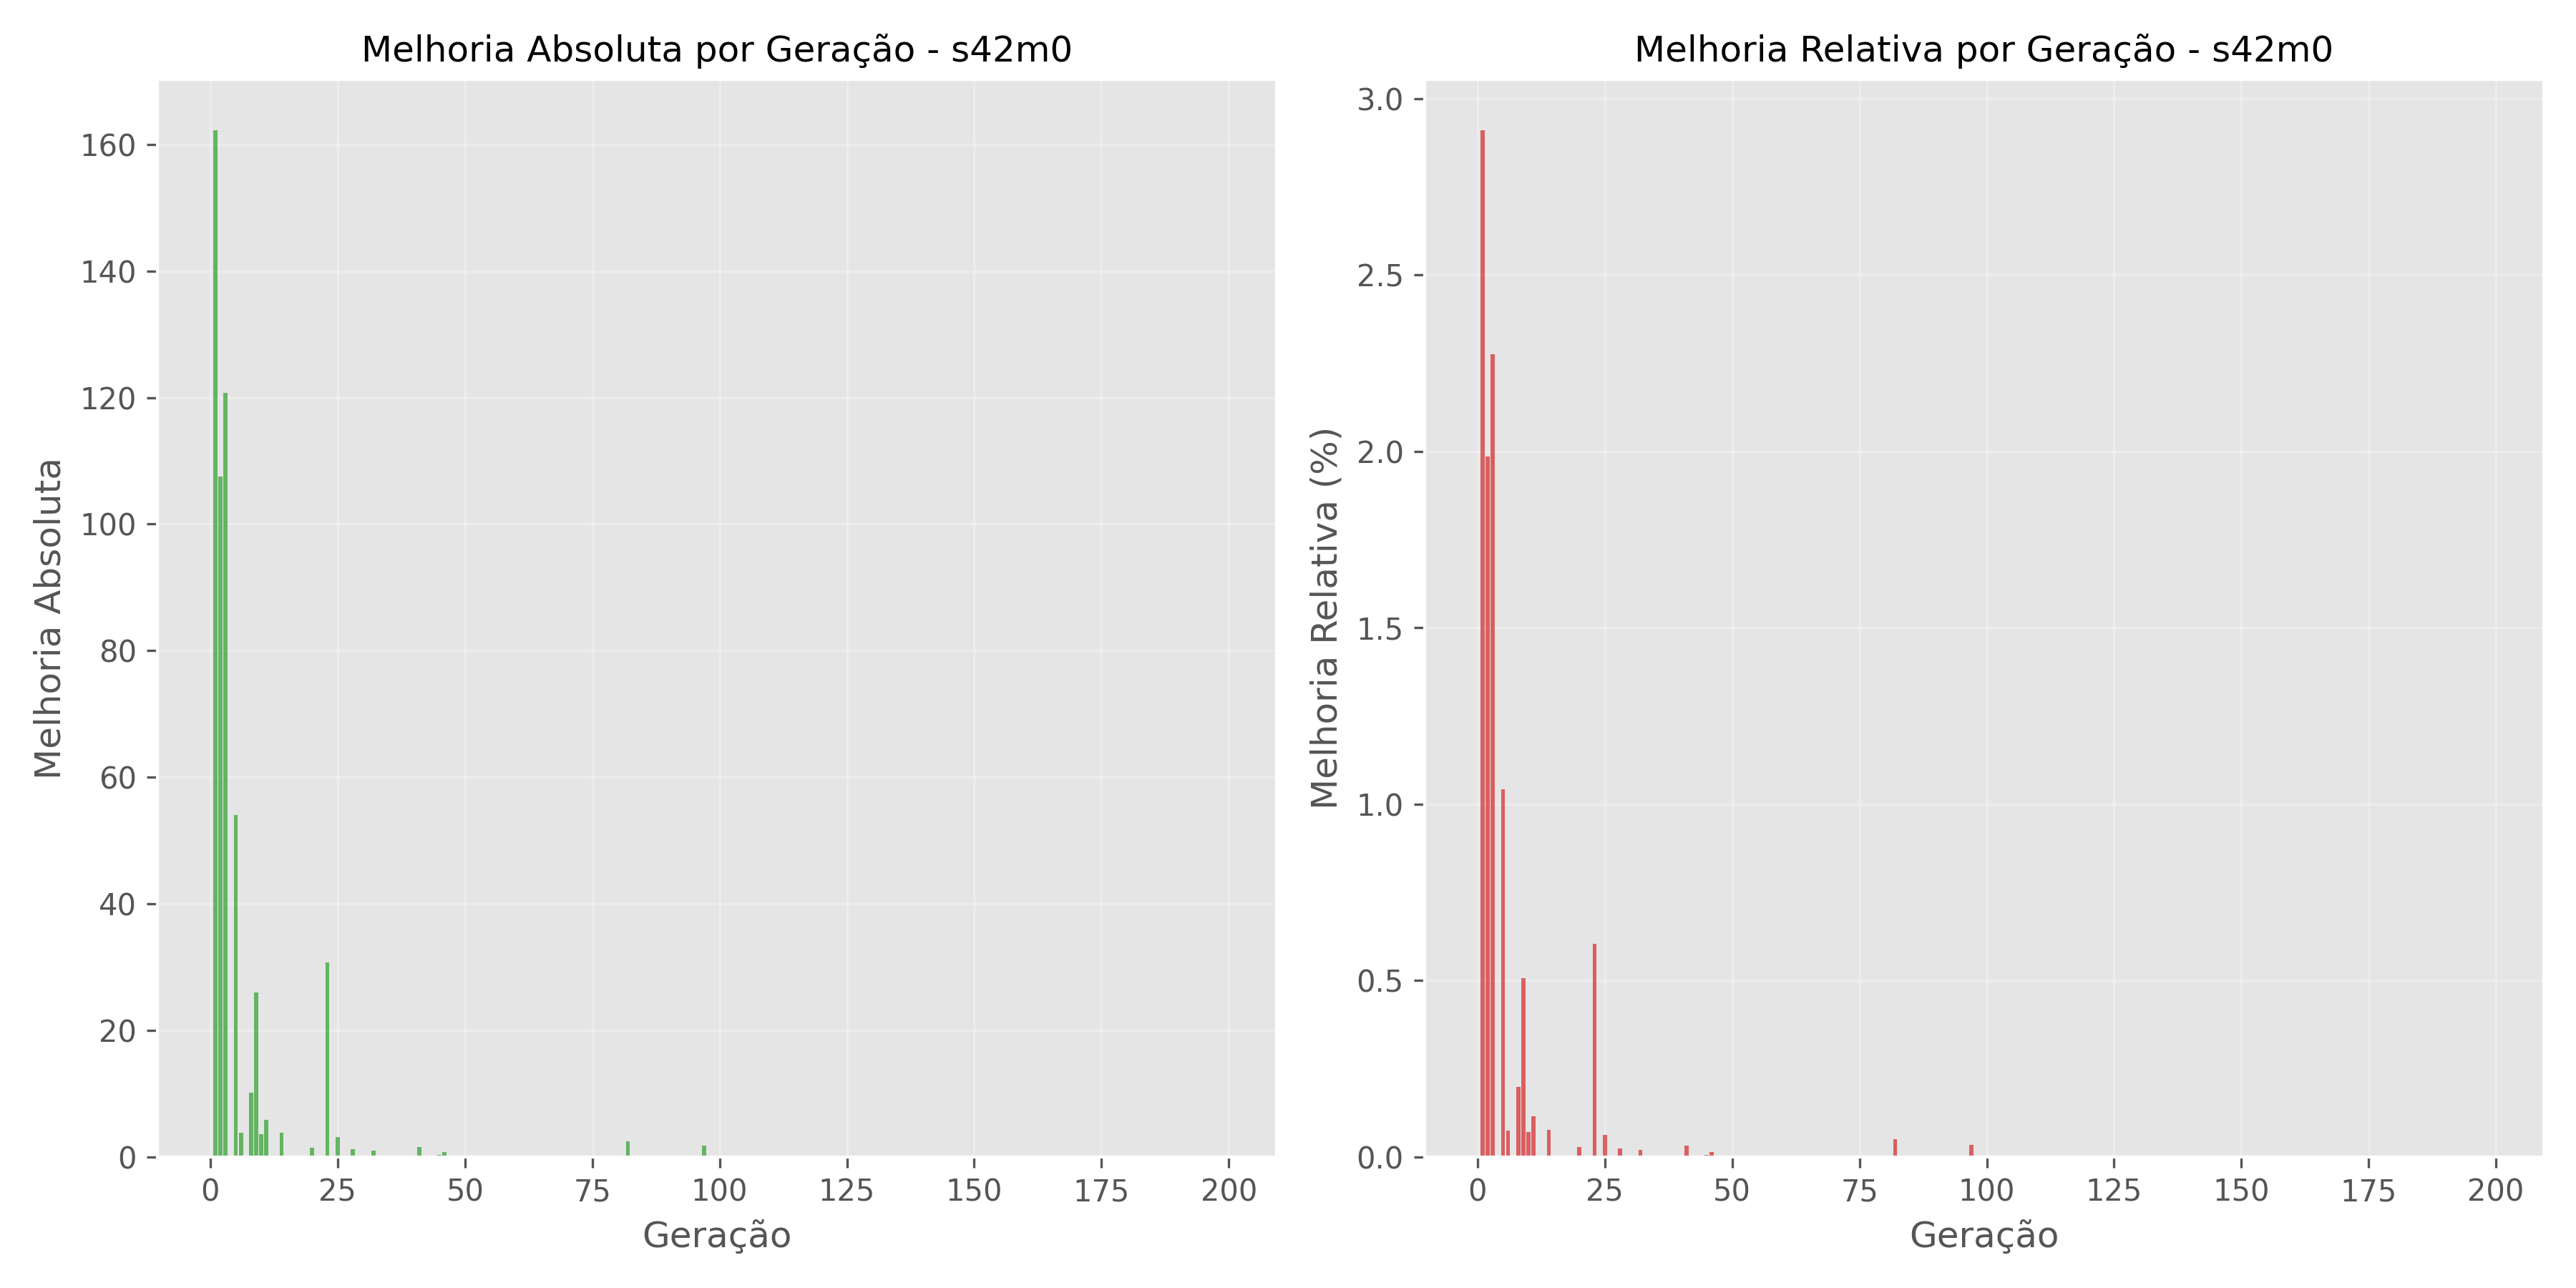 Melhoria Absoluta por Geração - s42m0
Melhoria Absoluta
160
140
120
100
80
60
40
20
0
0 25 50 75 100 125 150 175 200
Geração
Melhoria Relativa por Geração - s42m0
Melhoria Relativa (%)
3.0
2.5
2.0
1.5
1.0
0.5
0.0
0 25 50 75 100 125 150 175 200
Geração